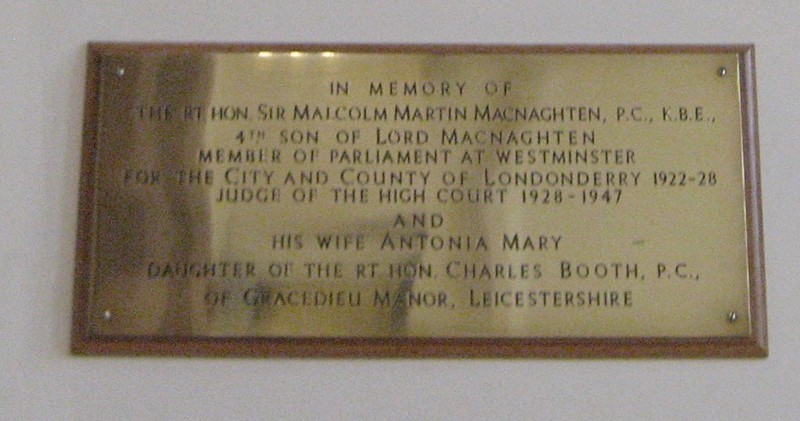 IN MEMORY OF
THE RT. HON. SIR MALCOLM MARTIN MACNAGHTEN, P.C., K.B.E.,
4TH SON OF LORD MACNAGHTEN
MEMBER OF PARLIAMENT AT WESTMINSTER
FOR THE CITY AND COUNTY OF LONDONDERRY 1922-28
JUDGE OF THE HIGH COURT 1928-1947
AND
HIS WIFE ANTONIA MARY
DAUGHTER OF THE RT. HON. CHARLES BOOTH, P.C.,
OF GRACEDIEU MANOR, LEICESTERSHIRE